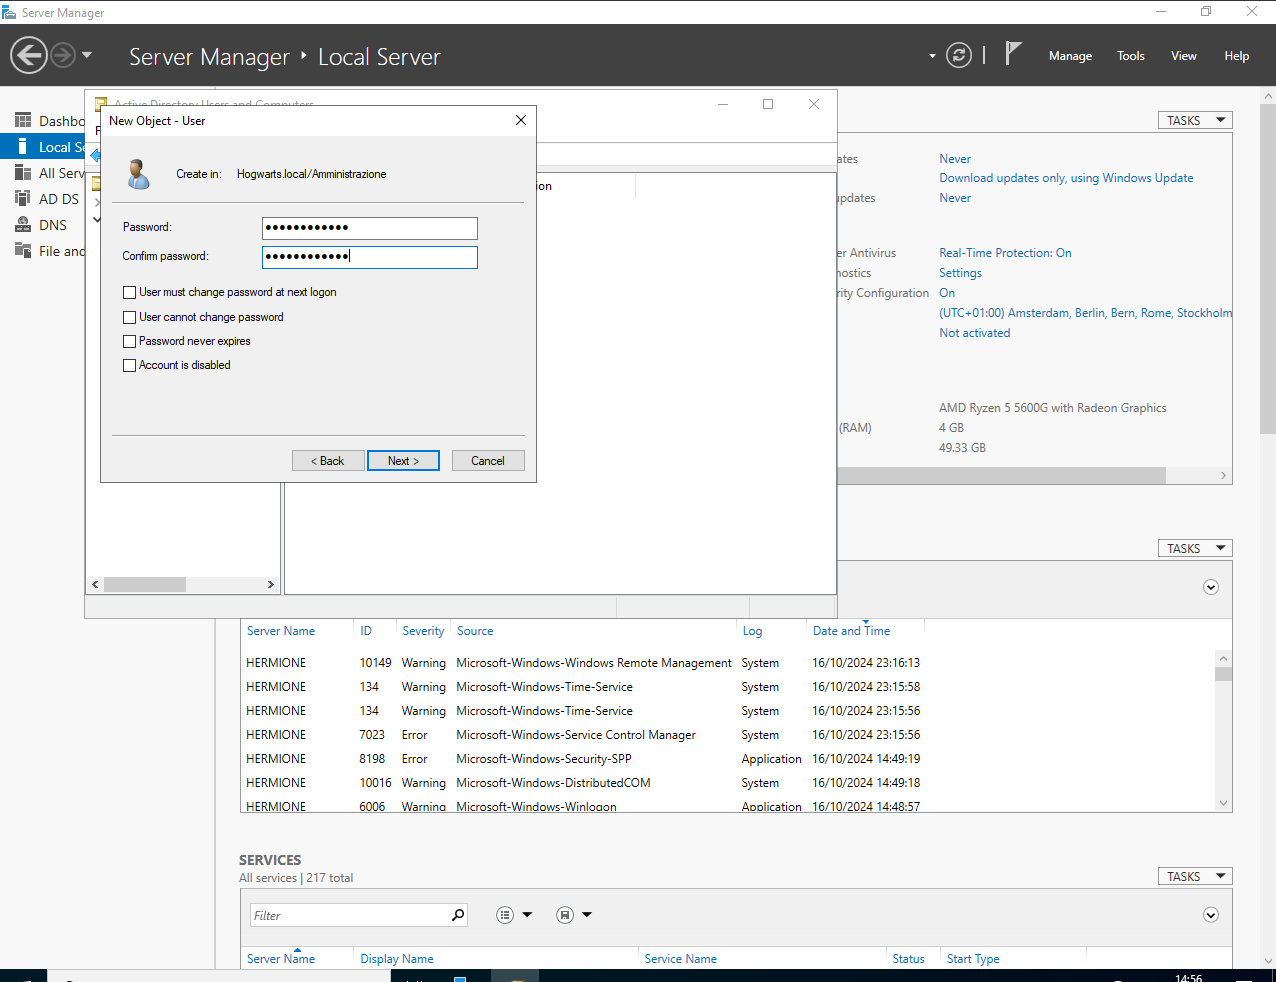 Server Manager
Server Manager • Local Server
Manage Tools View Help
Active Directory Users and Computers
New Object - User
Create in: Hogwarts.local/Amministrazione
Password:
Confirm password:
User must change password at next logon
User cannot change password
Password never expires
Account is disabled
< Back
Next >
Cancel
Local
All
AD DS
DNS
File and
TASKS
Never
Download updates only, using Windows Update
Never
Antivirus
Real-Time Protection: On
Settings
Configuration
On
(UTC+01:00) Amsterdam, Berlin, Bern, Rome, Stockholm
Not activated
AMD Ryzen 5 5600G with Radeon Graphics
(RAM)
4 GB
49.33 GB
TASKS
Server Name ID Severity Source Log Date and Time
HERMIONE 10149 Warning Microsoft-Windows-Windows Remote Management System 16/10/2024 23:16:13
HERMIONE 134 Warning Microsoft-Windows-Time-Service System 16/10/2024 23:15:58
HERMIONE 134 Warning Microsoft-Windows-Time-Service System 16/10/2024 23:15:56
HERMIONE 7023 Error Microsoft-Windows-Service Control Manager System 16/10/2024 23:15:56
HERMIONE 8198 Error Microsoft-Windows-Security-SPP Application 16/10/2024 14:49:19
HERMIONE 10016 Warning Microsoft-Windows-DistributedCOM System 16/10/2024 14:49:18
HERMIONE 6006 Warning Microsoft-Windows-Winlogon Application 16/10/2024 14:48:57
SERVICES
All services | 217 total
TASKS
Filter
Server Name Display Name Service Name Status Start Type
14:56